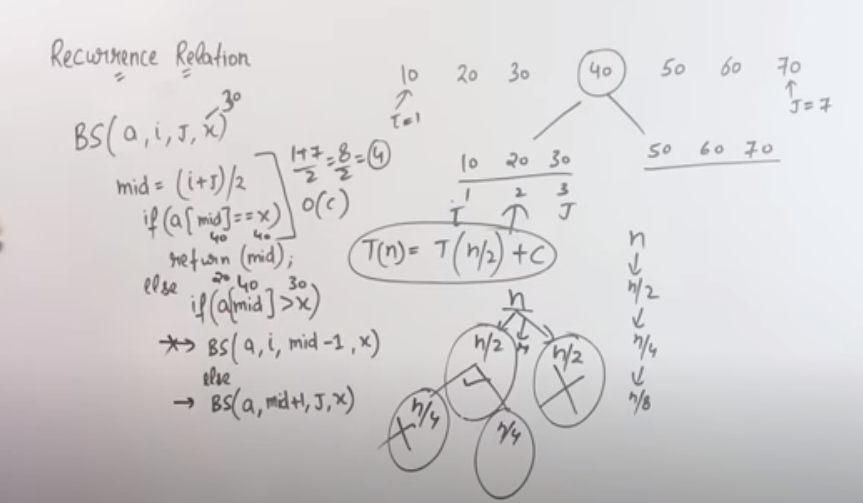 Recurrence Relation
10 20 30 40 50 60 70
I=1
J=7
30
BS(a, i, J, x)
mid = (i+J)/2
1+7/2 = 8/2 = 4
if(a[mid]==x)
O(C)
40 40
return (mid);
else
20 40 30
if(a[mid]>x)
BS(a, i, mid-1, x)
else
→ BS(a, mid+1, J, x)
10 20 30
1 2 3
I J
50 60 70
T(n) = T(n/2) + C
n
n/2 n/2
n/4 n/4
n
↓
n/2
↓
n/4
↓
n/8